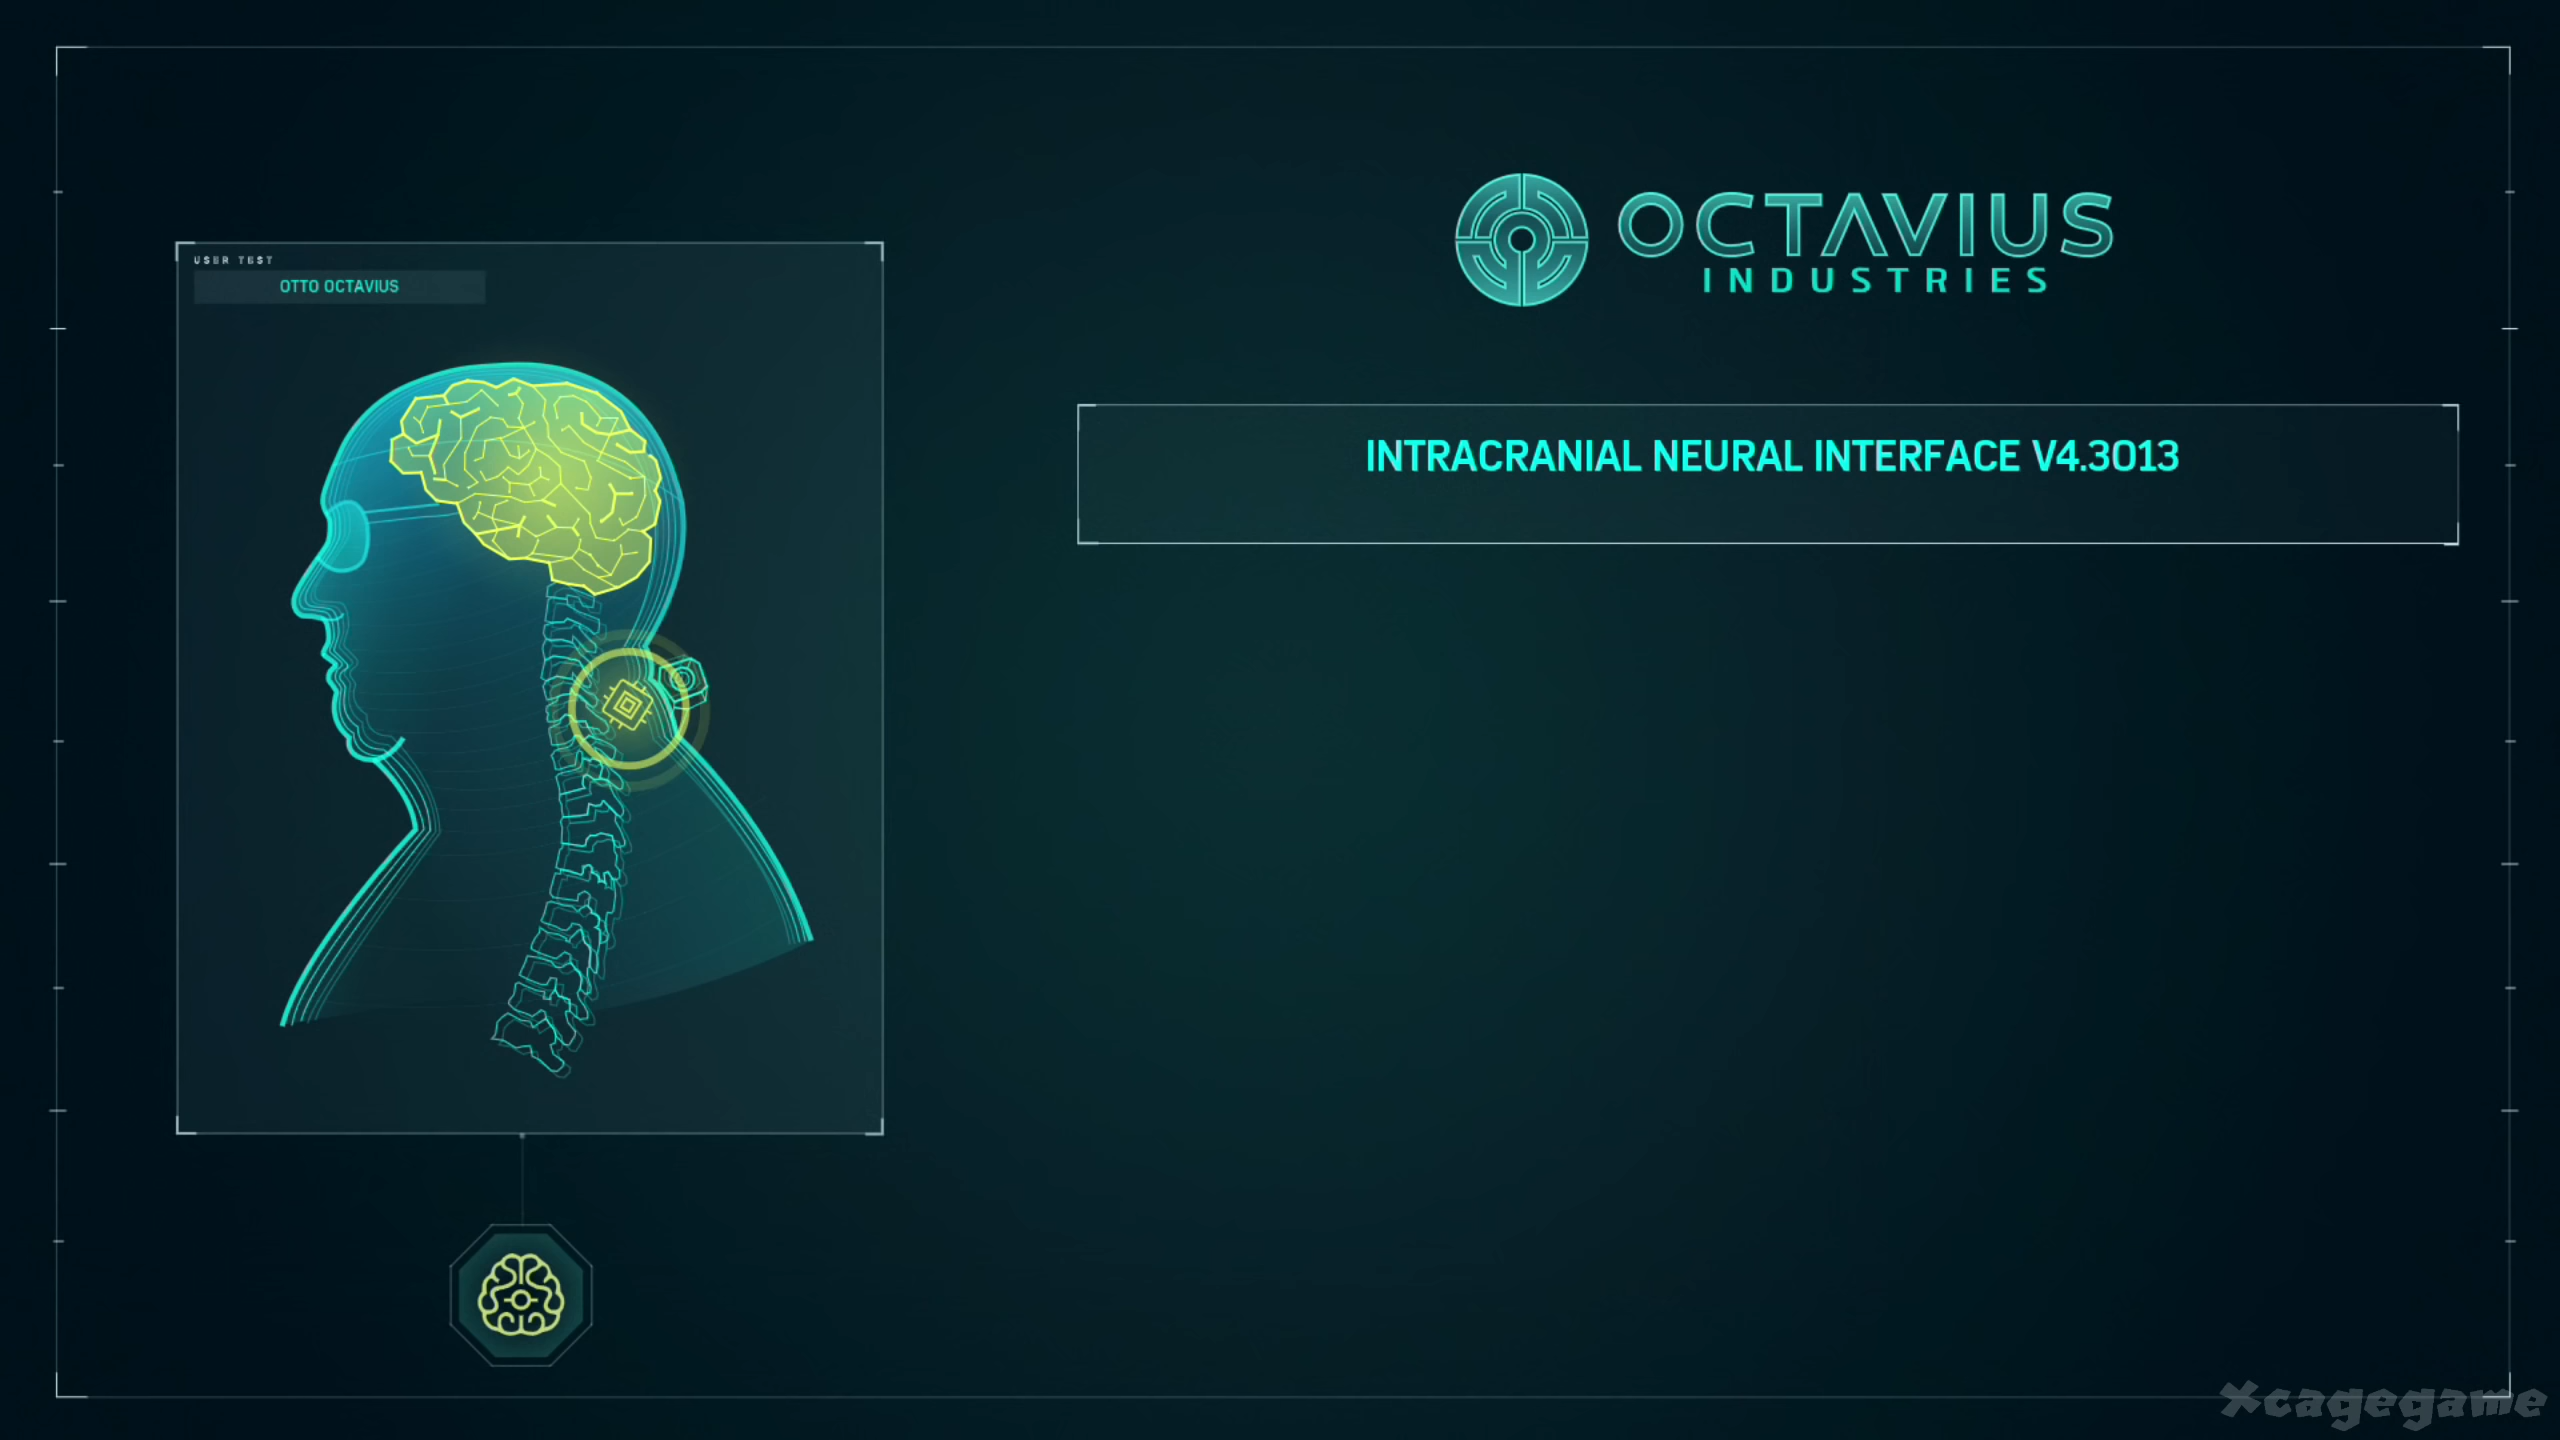 USER TEST
OTTO OCTAVIUS
OCTAVIUS
INDUSTRIES
INTRACRANIAL NEURAL INTERFACE V4.3013
Xcagegame